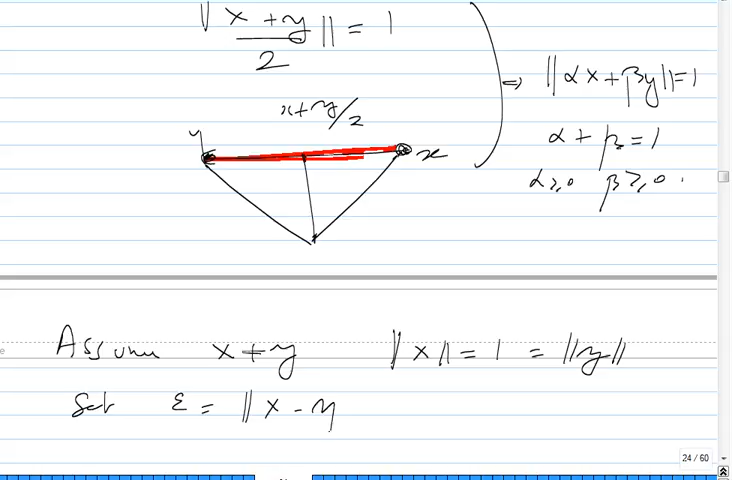 || x + y / 2 || = 1
⇒ || αx + βy || = 1
x + y/2
α + β = 1
y
x
α ≥ 0 β ≥ 0.
Assume x ≠ y ||x|| = 1 = ||y||
Set ε = || x - y
24 / 60